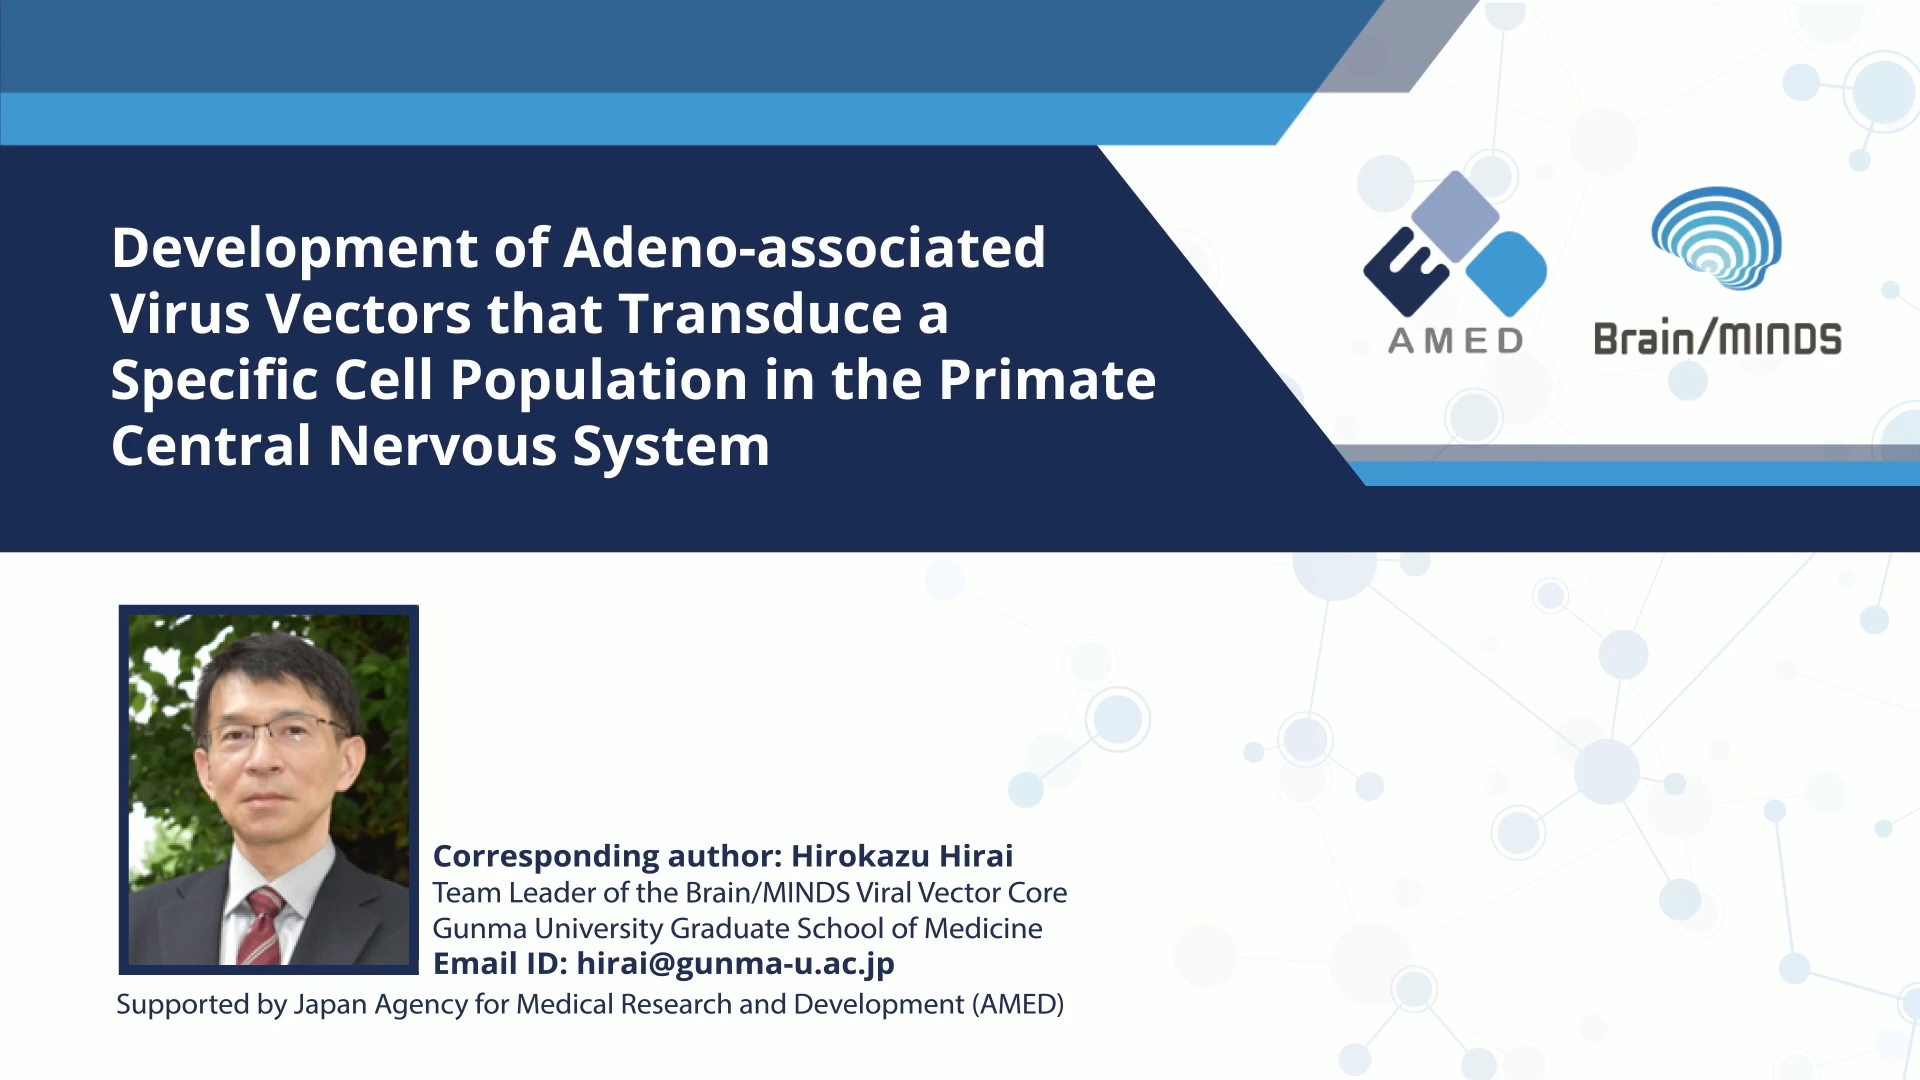 Development of Adeno-associated
Virus Vectors that Transduce a
Specific Cell Population in the Primate
Central Nervous System
AMED
Brain/MINDS
Corresponding author: Hirokazu Hirai
Team Leader of the Brain/MINDS Viral Vector Core
Gunma University Graduate School of Medicine
Email ID: hirai@gunma-u.ac.jp
Supported by Japan Agency for Medical Research and Development (AMED)